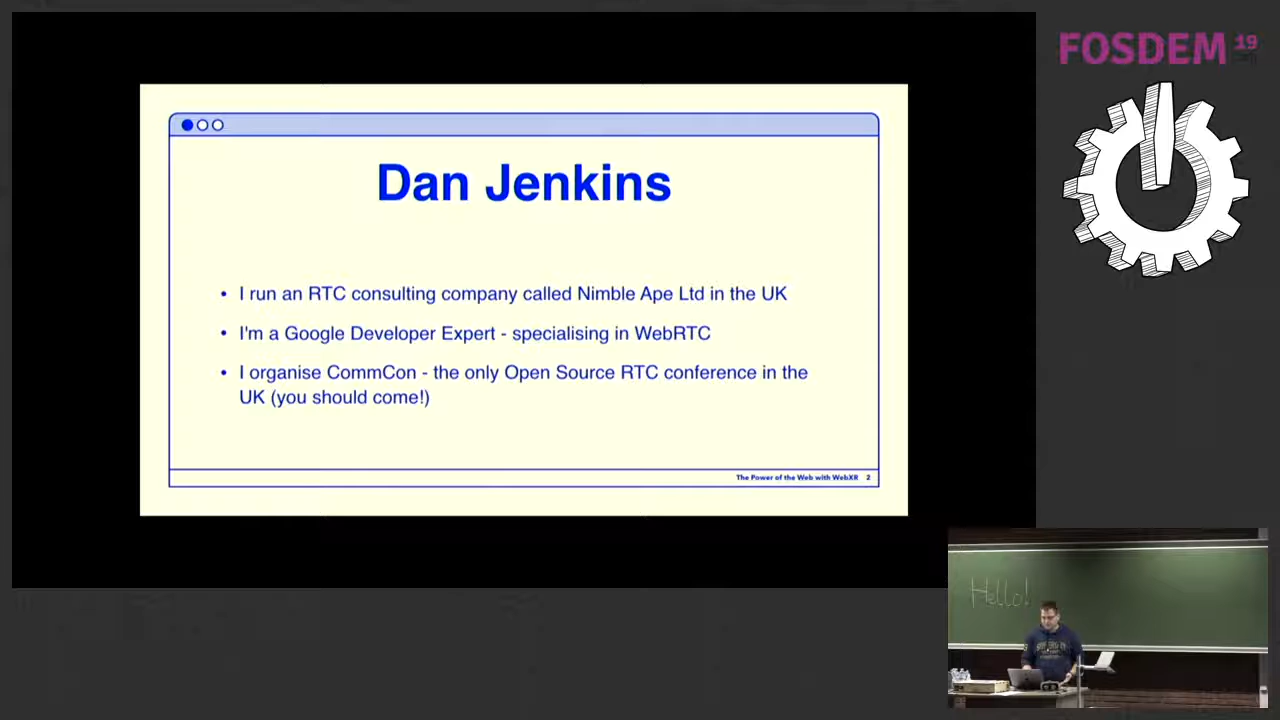 FOSDEM 19
Dan Jenkins
• I run an RTC consulting company called Nimble Ape Ltd in the UK
• I'm a Google Developer Expert - specialising in WebRTC
• I organise CommCon - the only Open Source RTC conference in the
UK (you should come!)
The Power of the Web with WebXR 2
Hello!